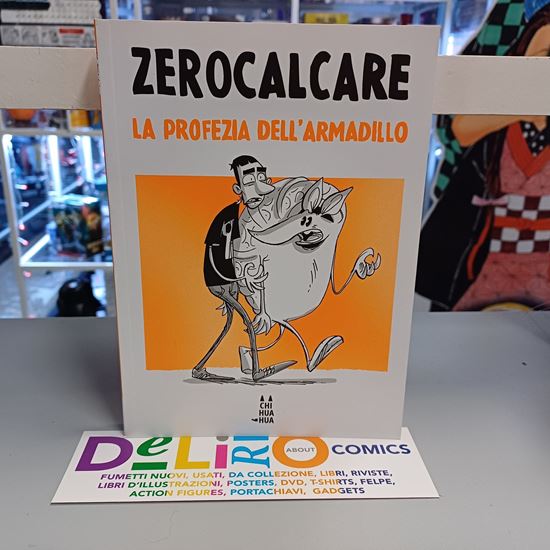 ZEROCALCARE
LA PROFEZIA DELL'ARMADILLO
CHI
HUA
HUA
DeLiRiO ABOUT COMICS
FUMETTI NUOVI, USATI, DA COLLEZIONE, LIBRI, RIVISTE,
LIBRI D'ILLUSTRAZIONI, POSTERS, DVD, T-SHIRTS, FELPE,
ACTION FIGURES, PORTACHIAVI, GADGETS